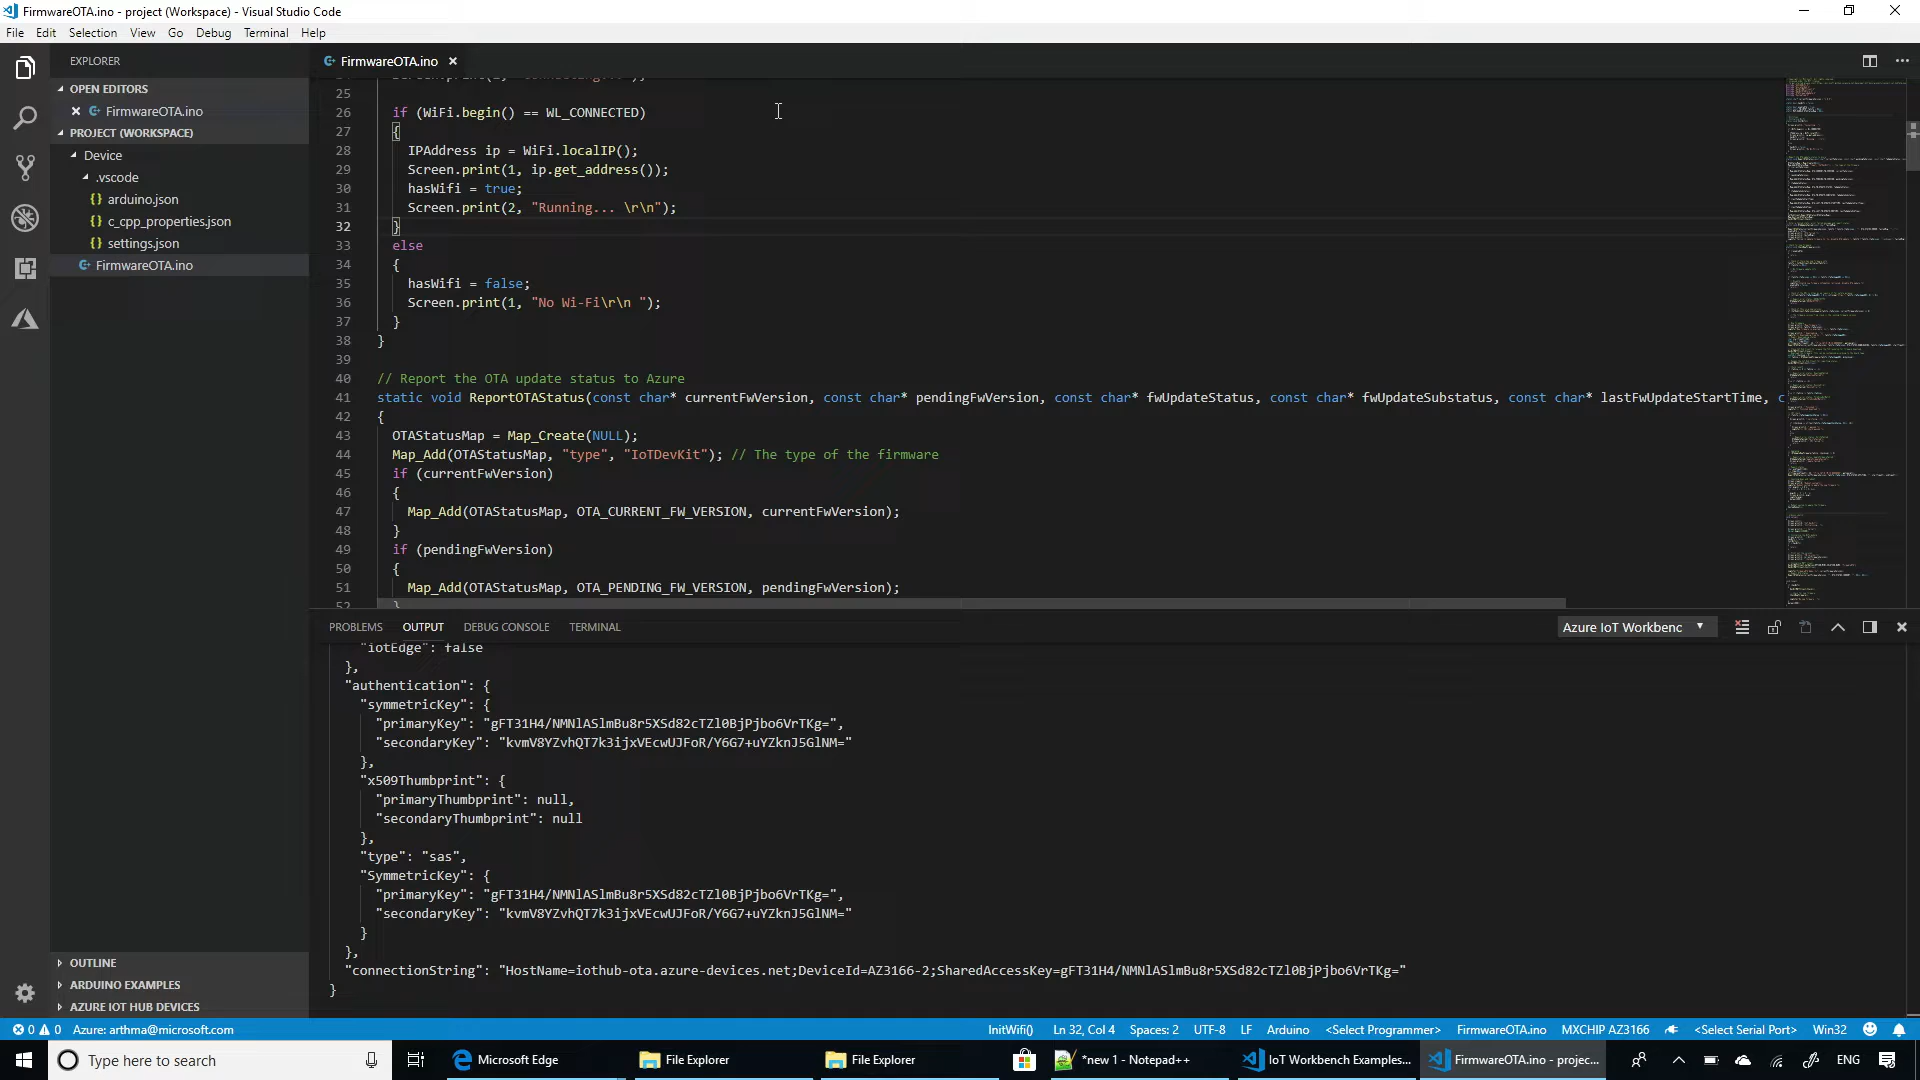 FirmwareOTA.ino - project (Workspace) - Visual Studio Code
File Edit Selection View Go Debug Terminal Help
EXPLORER
OPEN EDITORS
FirmwareOTA.ino
PROJECT (WORKSPACE)
Device
.vscode
arduino.json
c_cpp_properties.json
settings.json
FirmwareOTA.ino
OUTLINE
ARDUINO EXAMPLES
AZURE IOT HUB DEVICES
FirmwareOTA.ino
25
26 if (WiFi.begin() == WL_CONNECTED)
27 {
28 IPAddress ip = WiFi.localIP();
29 Screen.print(1, ip.get_address());
30 hasWifi = true;
31 Screen.print(2, "Running... \r\n");
32 }
33 else
34 {
35 hasWifi = false;
36 Screen.print(1, "No Wi-Fi\r\n ");
37 }
38 }
39
40 // Report the OTA update status to Azure
41 static void ReportOTAStatus(const char* currentFwVersion, const char* pendingFwVersion, const char* fwUpdateStatus, const char* fwUpdateSubstatus, const char* lastFwUpdateStartTime, c
42 {
43 OTAStatusMap = Map_Create(NULL);
44 Map_Add(OTAStatusMap, "type", "IoTDevKit"); // The type of the firmware
45 if (currentFwVersion)
46 {
47 Map_Add(OTAStatusMap, OTA_CURRENT_FW_VERSION, currentFwVersion);
48 }
49 if (pendingFwVersion)
50 {
51 Map_Add(OTAStatusMap, OTA_PENDING_FW_VERSION, pendingFwVersion);
52 }
PROBLEMS OUTPUT DEBUG CONSOLE TERMINAL Azure IoT Workbenc
"iotEdge": false
},
"authentication": {
"symmetricKey": {
"primaryKey": "gFT31H4/NMNlASlmBu8r5XSd82cTZl0BjPjbo6VrTKg=",
"secondaryKey": "kvmV8YZvhQT7k3ijxVEcwUJFoR/Y6G7+uYZknJ5GlNM="
},
"x509Thumbprint": {
"primaryThumbprint": null,
"secondaryThumbprint": null
},
"type": "sas",
"SymmetricKey": {
"primaryKey": "gFT31H4/NMNlASlmBu8r5XSd82cTZl0BjPjbo6VrTKg=",
"secondaryKey": "kvmV8YZvhQT7k3ijxVEcwUJFoR/Y6G7+uYZknJ5GlNM="
}
},
"connectionString": "HostName=iothub-ota.azure-devices.net;DeviceId=AZ3166-2;SharedAccessKey=gFT31H4/NMNlASlmBu8r5XSd82cTZl0BjPjbo6VrTKg="
}
0 0 Azure: arthma@microsoft.com InitWifi() Ln 32, Col 4 Spaces: 2 UTF-8 LF Arduino <Select Programmer> FirmwareOTA.ino MXCHIP AZ3166 <Select Serial Port> Win32
Type here to search Microsoft Edge File Explorer File Explorer *new 1 - Notepad++ IoT Workbench Examples... FirmwareOTA.ino - projec... ENG